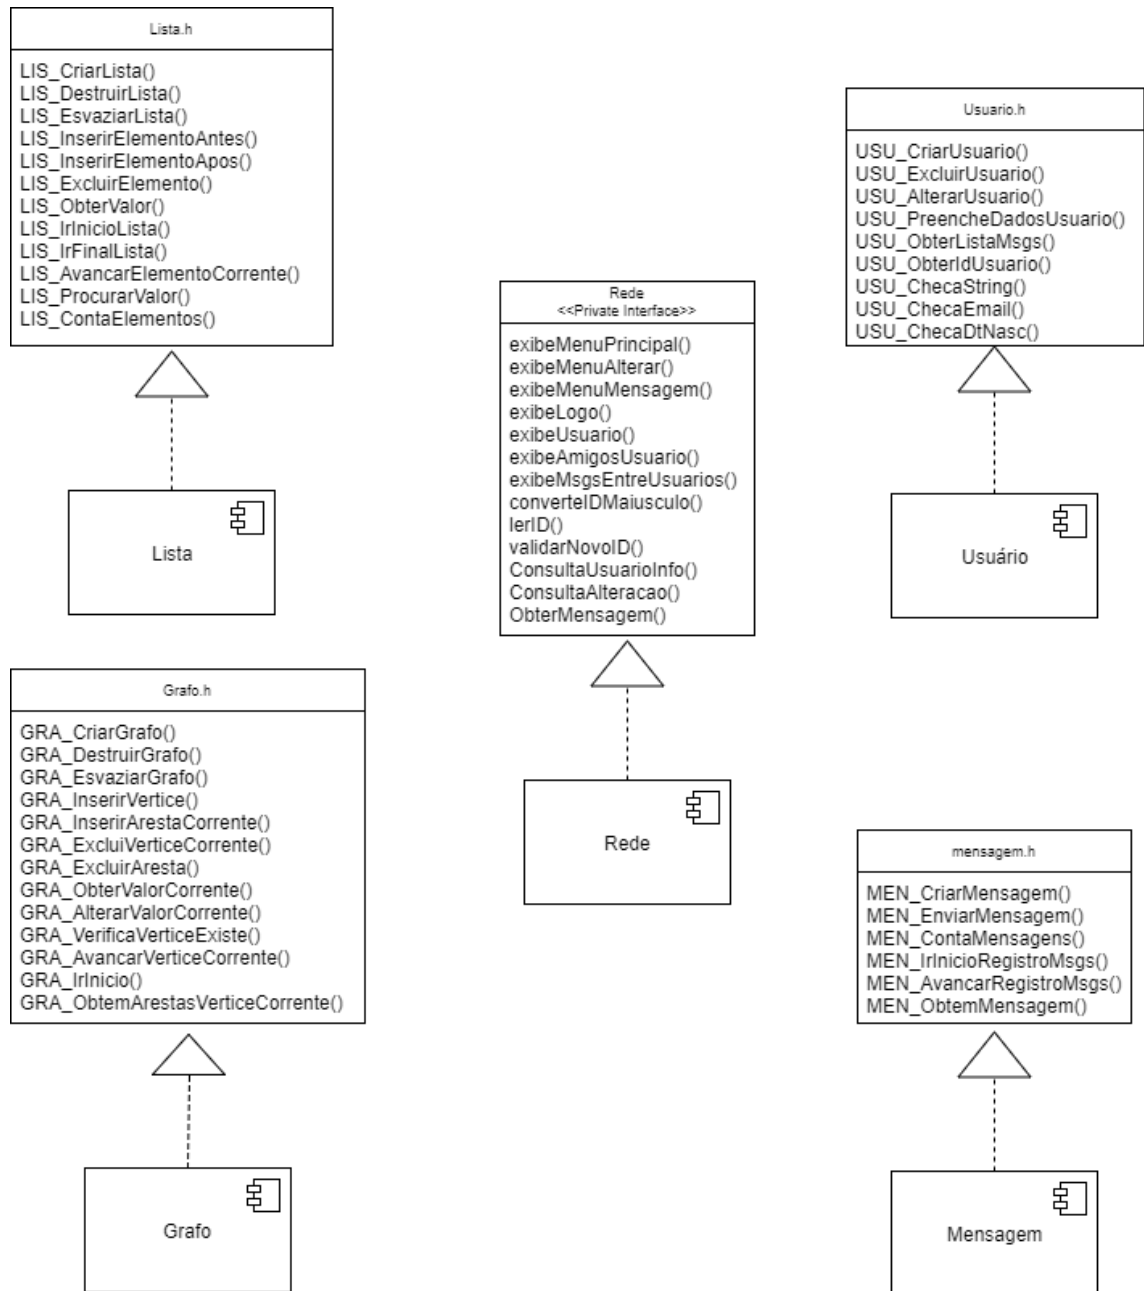 Lista.h
LIS_CriarLista()
LIS_DestruirLista()
LIS_EsvaziarLista()
LIS_InserirElementoAntes()
LIS_InserirElementoApos()
LIS_ExcluirElemento()
LIS_ObterValor()
LIS_IrInicioLista()
LIS_IrFinalLista()
LIS_AvancarElementoCorrente()
LIS_ProcurarValor()
LIS_ContaElementos()
Lista
Grafo.h
GRA_CriarGrafo()
GRA_DestruirGrafo()
GRA_EsvaziarGrafo()
GRA_InserirVertice()
GRA_InserirArestaCorrente()
GRA_ExcluiVerticeCorrente()
GRA_ExcluirAresta()
GRA_ObterValorCorrente()
GRA_AlterarValorCorrente()
GRA_VerificaVerticeExiste()
GRA_AvancarVerticeCorrente()
GRA_IrInicio()
GRA_ObtemArestasVerticeCorrente()
Grafo
Rede
<<Private Interface>>
exibeMenuPrincipal()
exibeMenuAlterar()
exibeMenuMensagem()
exibeLogo()
exibeUsuario()
exibeAmigosUsuario()
exibeMsgsEntreUsuarios()
converteIDMaiusculo()
lerID()
validarNovoID()
ConsultaUsuarioInfo()
ConsultaAlteracao()
ObterMensagem()
Rede
Usuario.h
USU_CriarUsuario()
USU_ExcluirUsuario()
USU_AlterarUsuario()
USU_PreencheDadosUsuario()
USU_ObterListaMsgs()
USU_ObterIdUsuario()
USU_ChecaString()
USU_ChecaEmail()
USU_ChecaDtNasc()
Usuário
mensagem.h
MEN_CriarMensagem()
MEN_EnviarMensagem()
MEN_ContaMensagens()
MEN_IrInicioRegistroMsgs()
MEN_AvancarRegistroMsgs()
MEN_ObtemMensagem()
Mensagem